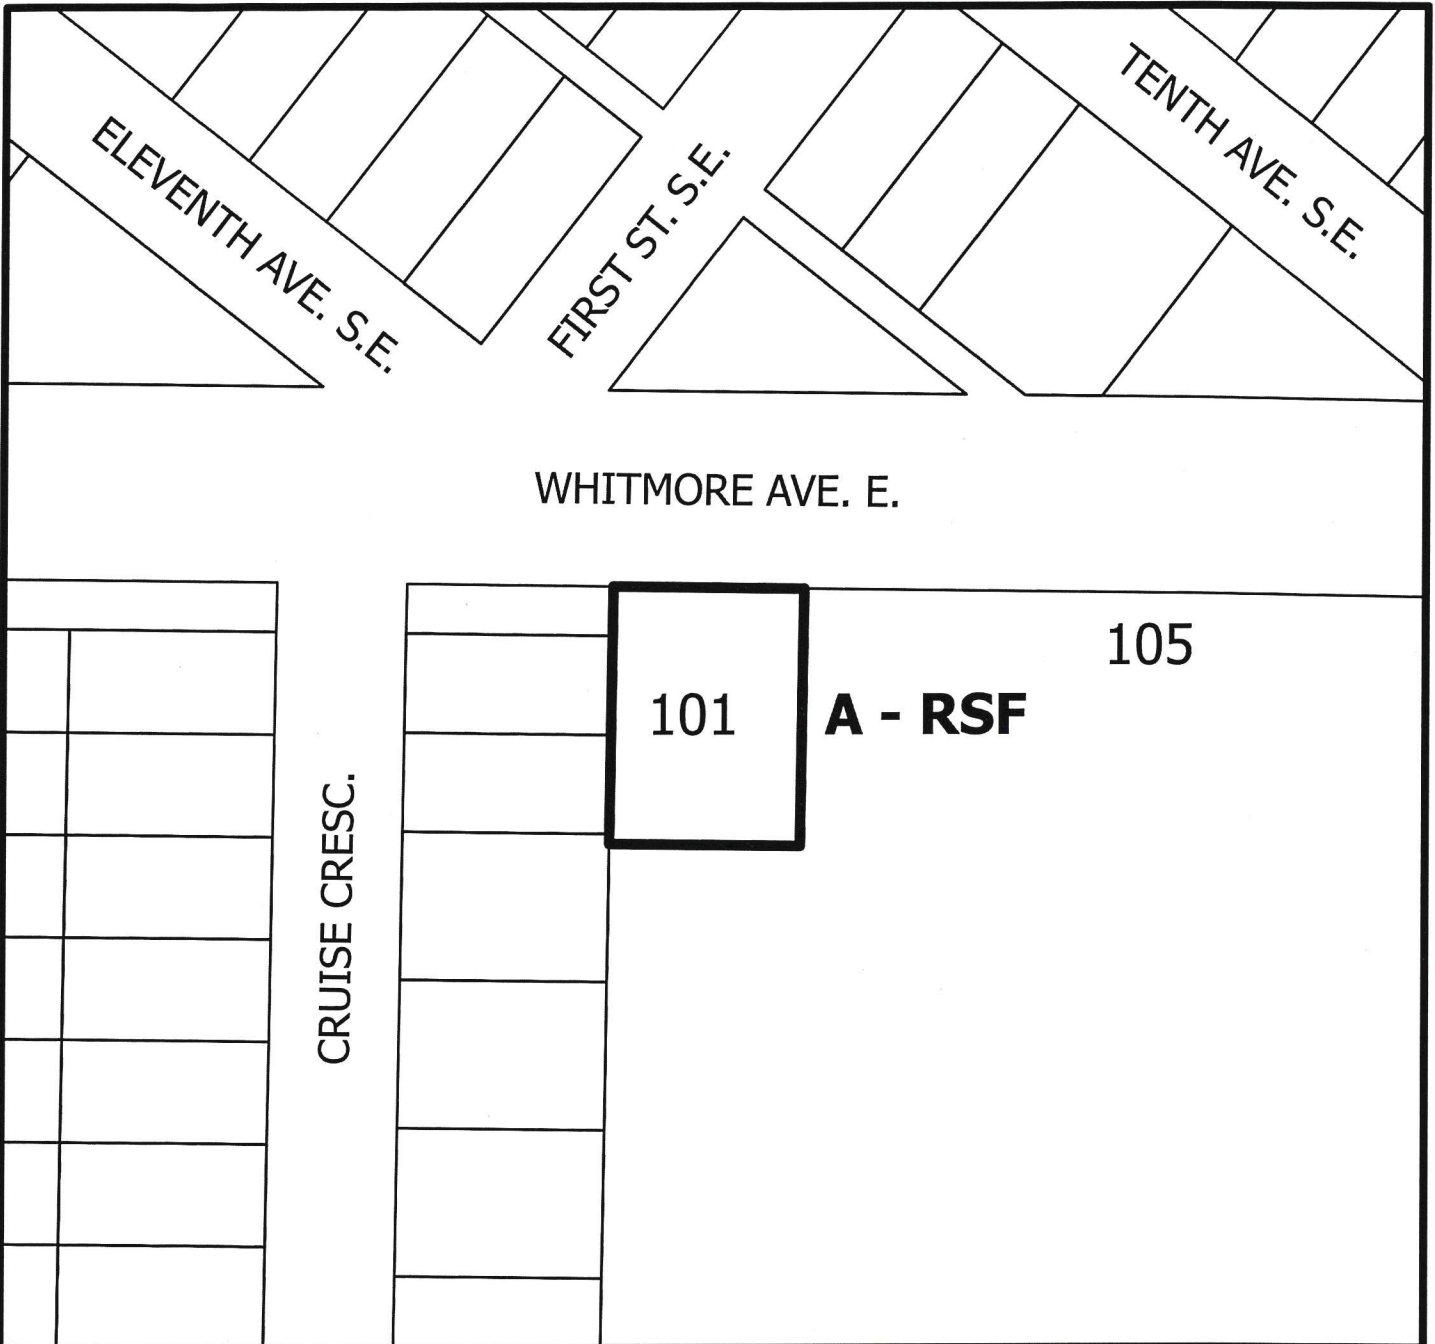 TENTH AVE. S.E.
ELEVENTH AVE. S.E.
FIRST ST. S.E.
WHITMORE AVE. E.
105
101
A - RSF
CRUISE CRESC.